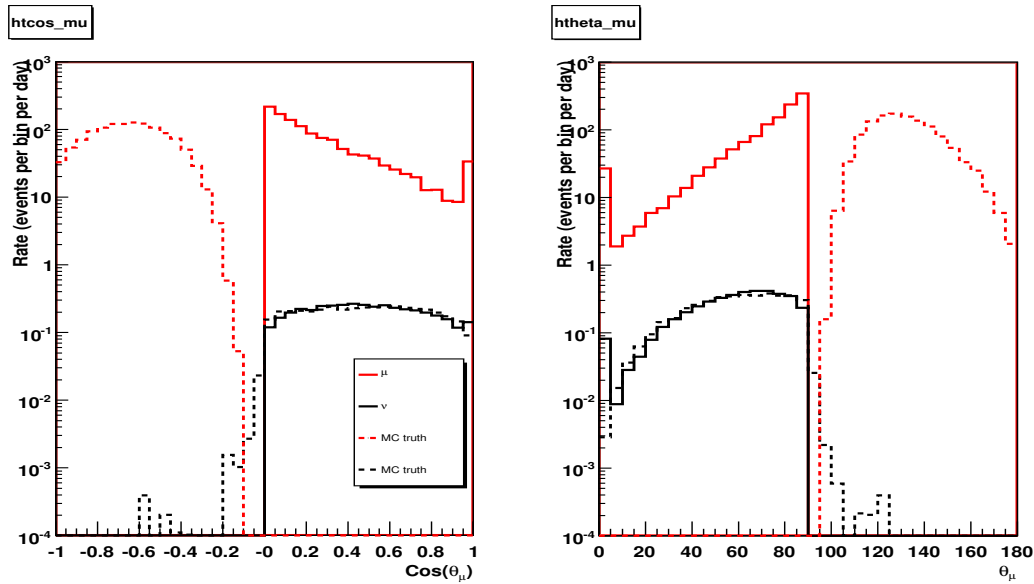 htcos_mu
Rate (events per bin per day)
10³
10²
10
1
10⁻¹
10⁻²
10⁻³
10⁻⁴
μ
ν
MC truth
MC truth
-1 -0.8 -0.6 -0.4 -0.2 -0 0.2 0.4 0.6 0.8 1
Cos(θμ)
htheta_mu
Rate (events per bin per day)
10³
10²
10
1
10⁻¹
10⁻²
10⁻³
10⁻⁴
0 20 40 60 80 100 120 140 160 180
θμ